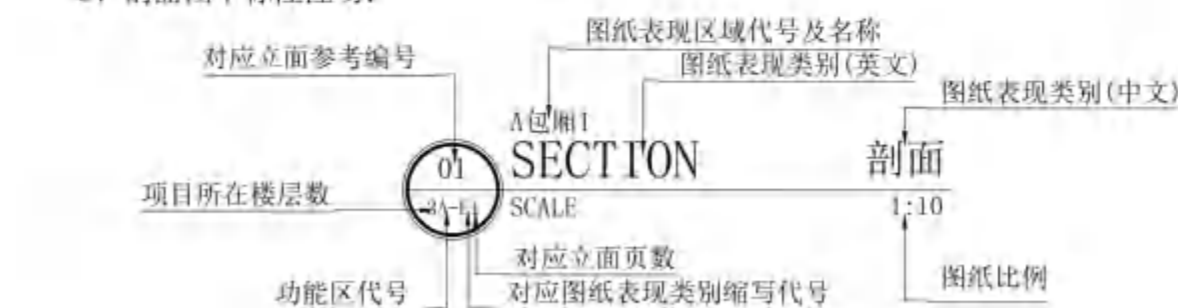 图纸表现区域代号及名称
对应立面参考编号
图纸表现类别(英文)
图纸表现类别(中文)
A包厢1
01
SECTION
剖面
项目所在楼层数
SCALE
1:10
对应立面页数
功能区代号
对应图纸表现类别缩写代号
图纸比例